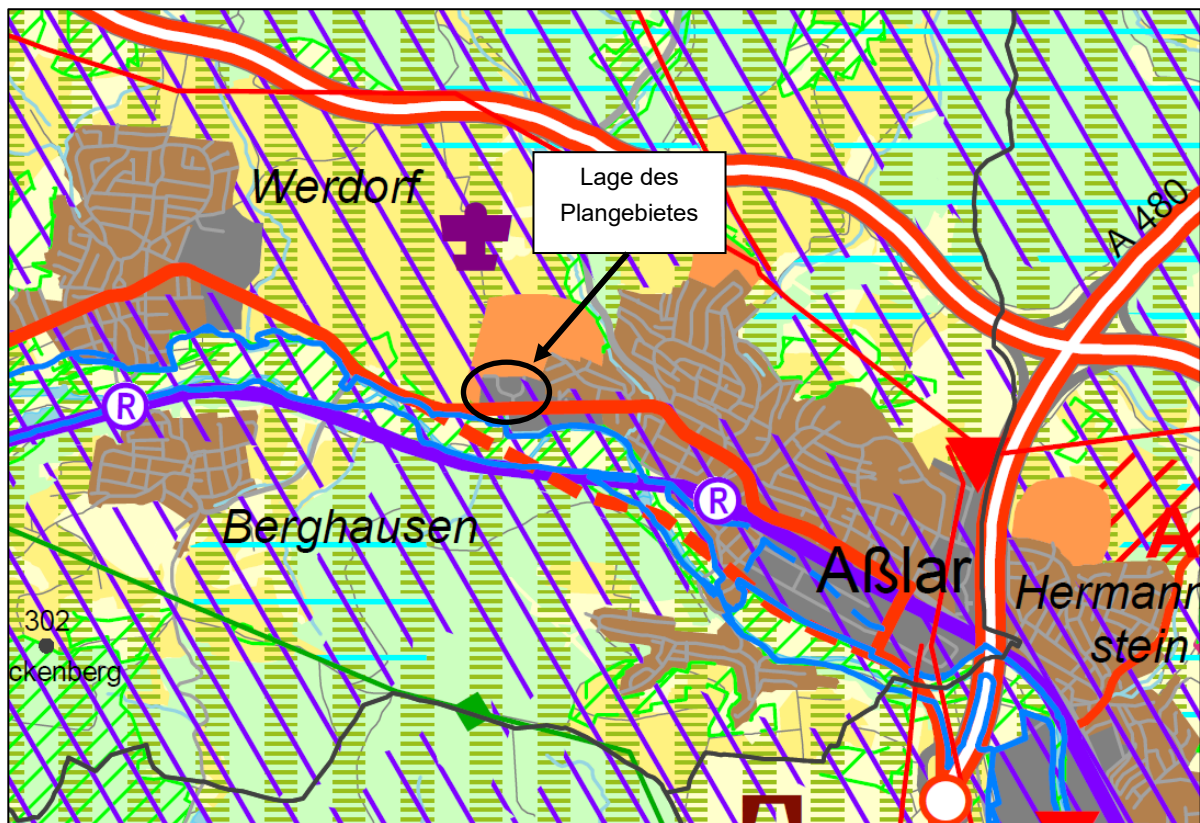 Werdorf
Lage des
Plangebietes
A 480
R
Berghausen
R
Aßlar
A
Hermann
stein
302
ckenberg